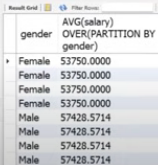 Result Grid Filter Rows:
gender AVG(salary) OVER(PARTITION BY gender)
Female 53750.0000
Female 53750.0000
Female 53750.0000
Female 53750.0000
Male 57428.5714
Male 57428.5714
Male 57428.5714
Male 57428.5714